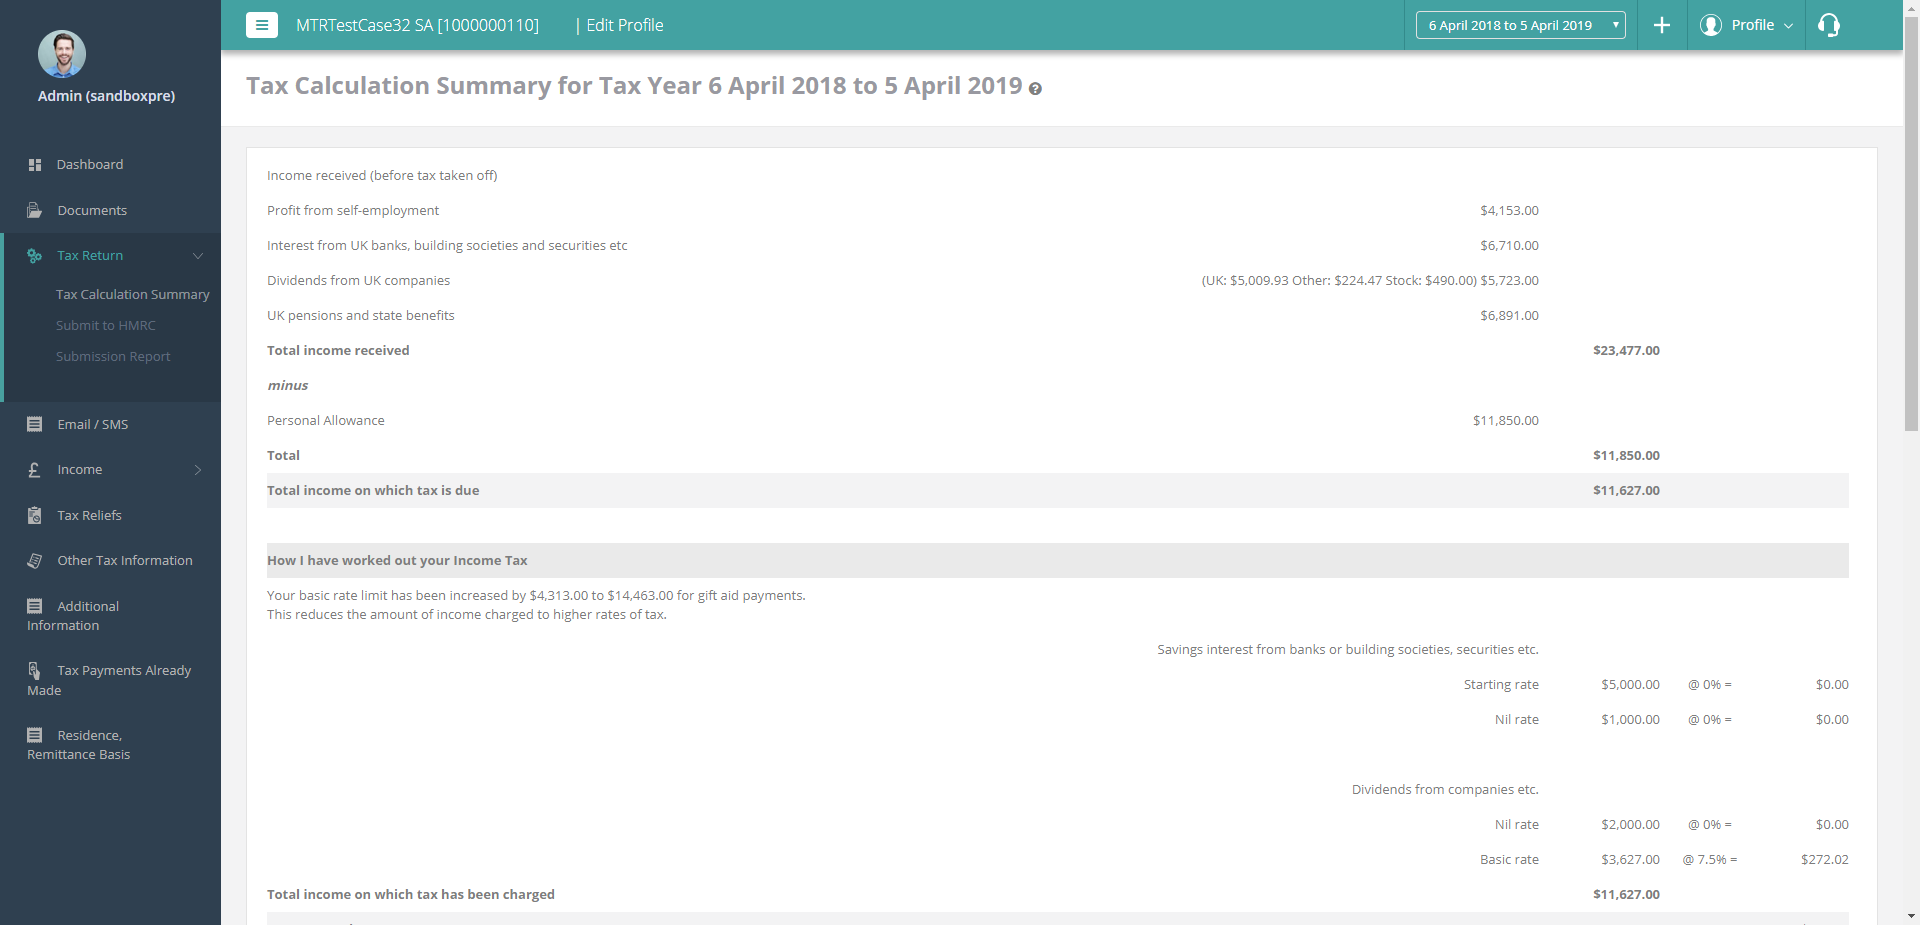 Admin (sandboxpre)
Dashboard
Documents
Tax Return
Tax Calculation Summary
Submit to HMRC
Submission Report
Email / SMS
£ Income
Tax Reliefs
Other Tax Information
Additional
Information
Tax Payments Already
Made
Residence,
Remittance Basis
MTRTestCase32 SA [1000000110] | Edit Profile
6 April 2018 to 5 April 2019
Profile
Tax Calculation Summary for Tax Year 6 April 2018 to 5 April 2019 ?
Income received (before tax taken off)
Profit from self-employment $4,153.00
Interest from UK banks, building societies and securities etc $6,710.00
Dividends from UK companies (UK: $5,009.93 Other: $224.47 Stock: $490.00) $5,723.00
UK pensions and state benefits $6,891.00
Total income received $23,477.00
minus
Personal Allowance $11,850.00
Total $11,850.00
Total income on which tax is due $11,627.00
How I have worked out your Income Tax
Your basic rate limit has been increased by $4,313.00 to $14,463.00 for gift aid payments.
This reduces the amount of income charged to higher rates of tax.
Savings interest from banks or building societies, securities etc.
Starting rate $5,000.00 @ 0% = $0.00
Nil rate $1,000.00 @ 0% = $0.00
Dividends from companies etc.
Nil rate $2,000.00 @ 0% = $0.00
Basic rate $3,627.00 @ 7.5% = $272.02
Total income on which tax has been charged $11,627.00